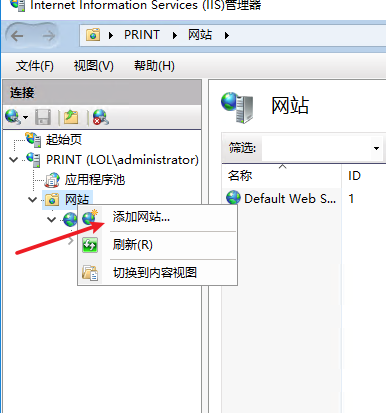 Internet Information Services (IIS)管理器
PRINT 网站
文件(F) 视图(V) 帮助(H)
连接
起始页
PRINT (LOL\administrator)
应用程序池
网站
添加网站...
刷新(R)
切换到内容视图
网站
筛选:
名称 ID
Default Web S... 1